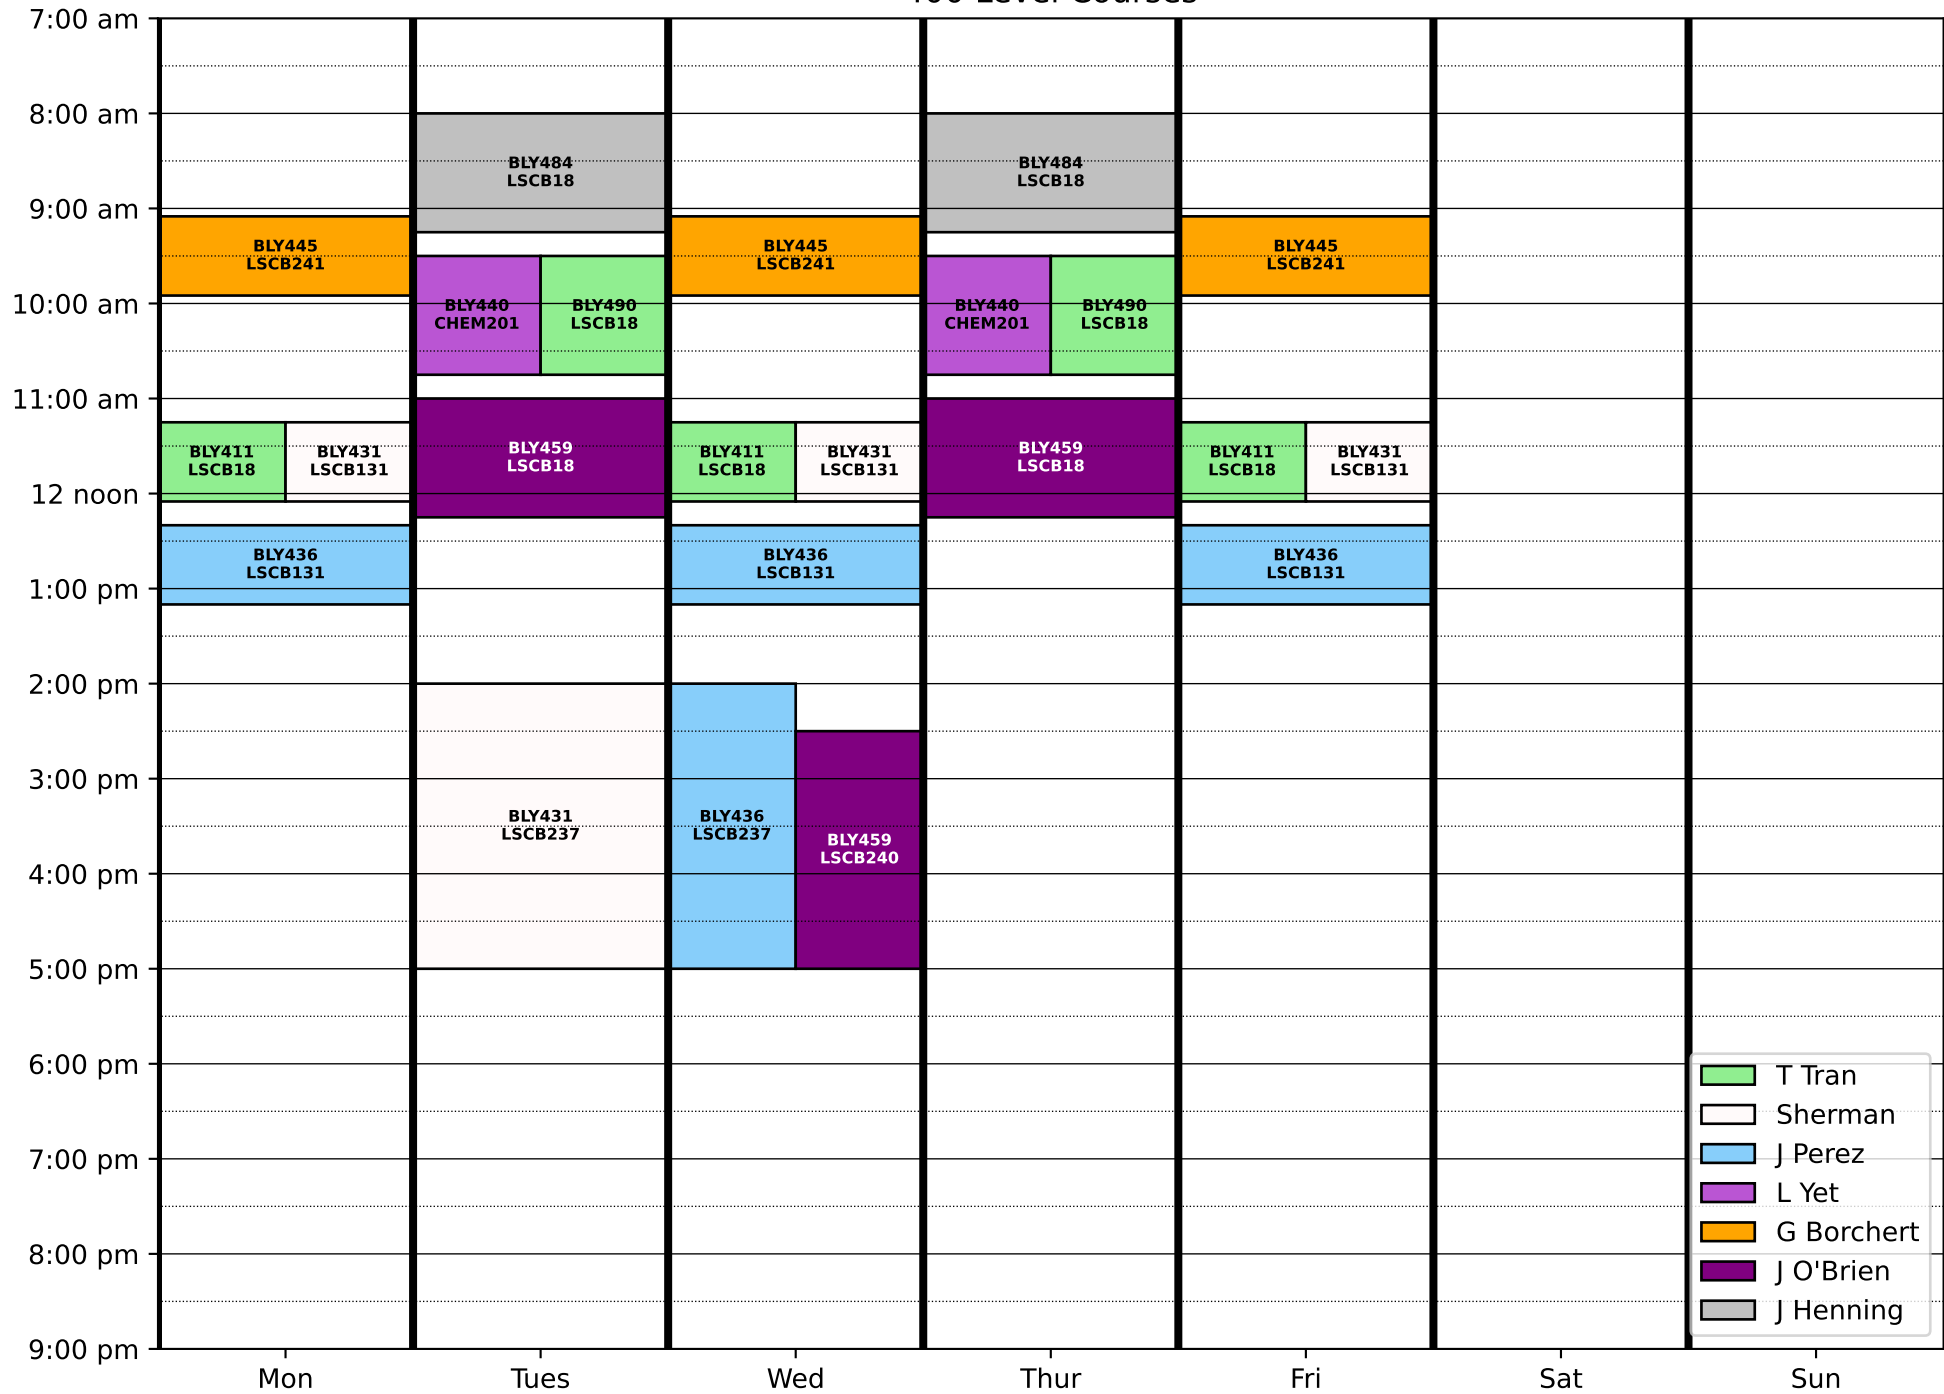 400-Level Courses
7:00 am
8:00 am
BLY484
LSCB18
BLY484
LSCB18
9:00 am
BLY445
LSCB241
BLY445
LSCB241
BLY445
LSCB241
10:00 am
BLY440
CHEM201
BLY490
LSCB18
BLY440
CHEM201
BLY490
LSCB18
11:00 am
BLY411
LSCB18
BLY431
LSCB131
BLY459
LSCB18
BLY411
LSCB18
BLY431
LSCB131
BLY459
LSCB18
BLY411
LSCB18
BLY431
LSCB131
12 noon
BLY436
LSCB131
BLY436
LSCB131
BLY436
LSCB131
1:00 pm
2:00 pm
3:00 pm
BLY431
LSCB237
BLY436
LSCB237
BLY459
LSCB240
4:00 pm
5:00 pm
6:00 pm
7:00 pm
8:00 pm
9:00 pm
T Tran
Sherman
J Perez
L Yet
G Borchert
J O'Brien
J Henning
Mon
Tues
Wed
Thur
Fri
Sat
Sun